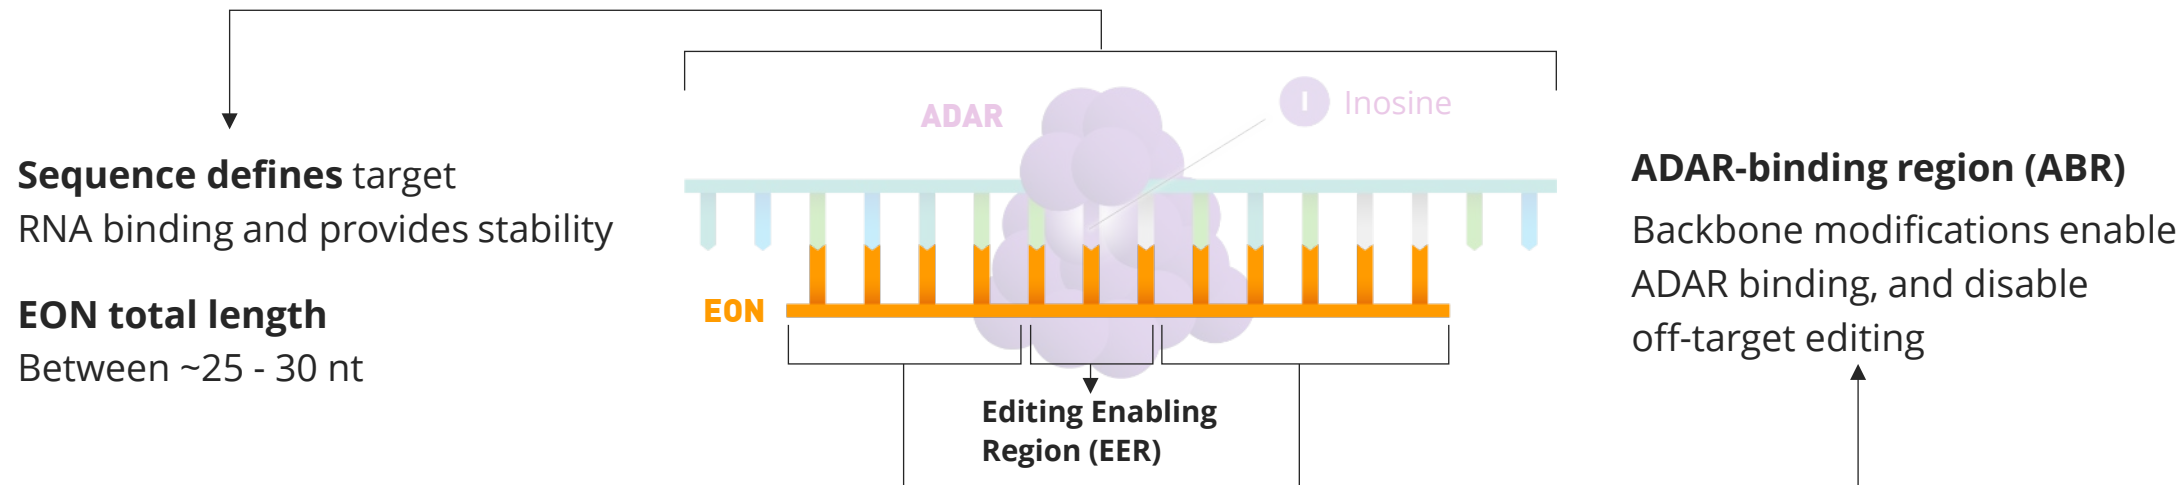 Sequence defines target
RNA binding and provides stability
EON total length
Between ~25 - 30 nt
ADAR
I
Inosine
EON
Editing Enabling
Region (EER)
ADAR-binding region (ABR)
Backbone modifications enable
ADAR binding, and disable
off-target editing